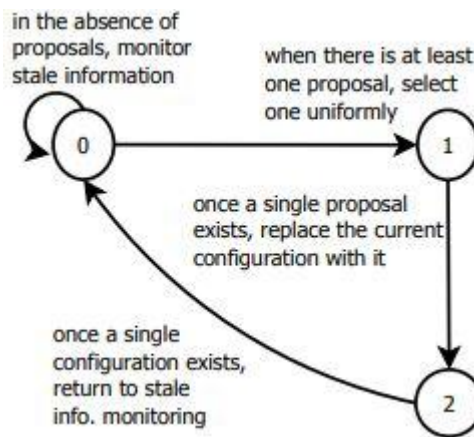 in the absence of
proposals, monitor
stale information
when there is at least
one proposal, select
one uniformly
0
1
once a single proposal
exists, replace the current
configuration with it
once a single
configuration exists,
return to stale
info. monitoring
2